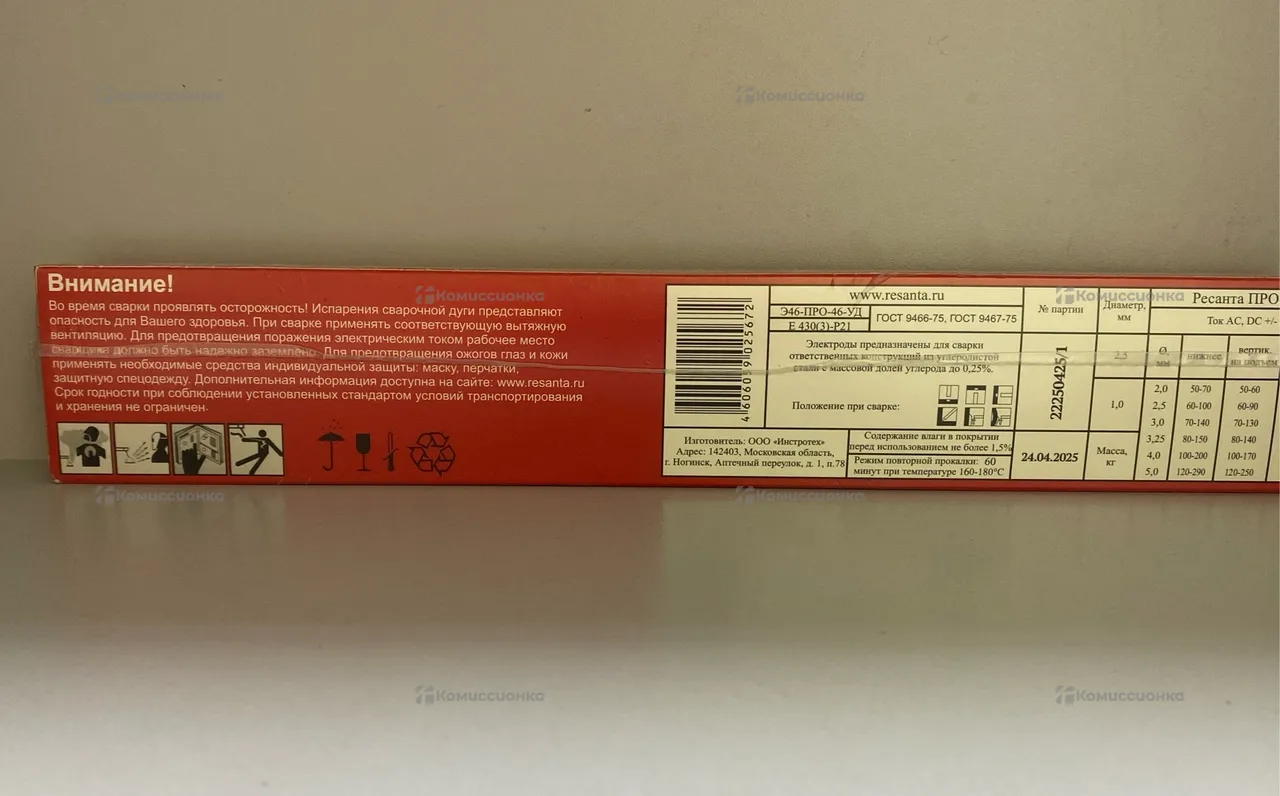 Внимание!
Во время сварки проявлять осторожность! Испарения сварочной дуги представляют
опасность для Вашего здоровья. При сварке применять соответствующую вытяжную
вентиляцию. Для предотвращения поражения электрическим током рабочее место
сварщика должно быть надежно заземлено. Для предотвращения ожогов глаз и кожи
применять необходимые средства индивидуальной защиты: маску, перчатки,
защитную спецодежду. Дополнительная информация доступна на сайте: www.resanta.ru
Срок годности при соблюдении установленных стандартом условий транспортирования
и хранения не ограничен.
4606059025672
www.resanta.ru
Э46-ПРО-46-УД
Е 430(3)-Р21
ГОСТ 9466-75, ГОСТ 9467-75
Электроды предназначены для сварки
ответственных конструкций из углеродистой
стали с массовой долей углерода до 0,25%.
Положение при сварке:
Изготовитель: ООО «Инстротех»
Адрес: 142403, Московская область,
г. Ногинск, Аптечный переулок, д. 1, п.78
Содержание влаги в покрытии
перед использованием не более 1,5%
Режим повторной прокалки: 60
минут при температуре 160-180°С
№ партии
22250425/1
24.04.2025
Диаметр,
мм
2,5
1,0
Масса,
кг
Ресанта ПРО
Ток AC, DC +/-
Ø, мм нижнее вертик. на подъем
2,0 50-70 50-60
2,5 60-100 60-90
3,0 70-140 70-130
3,25 80-150 80-140
4,0 100-200 100-170
5,0 120-290 120-250
Комиссионка
Комиссионка
Комиссионка
Комиссионка
Комиссионка
Комиссионка
Комиссионка
Комиссионка